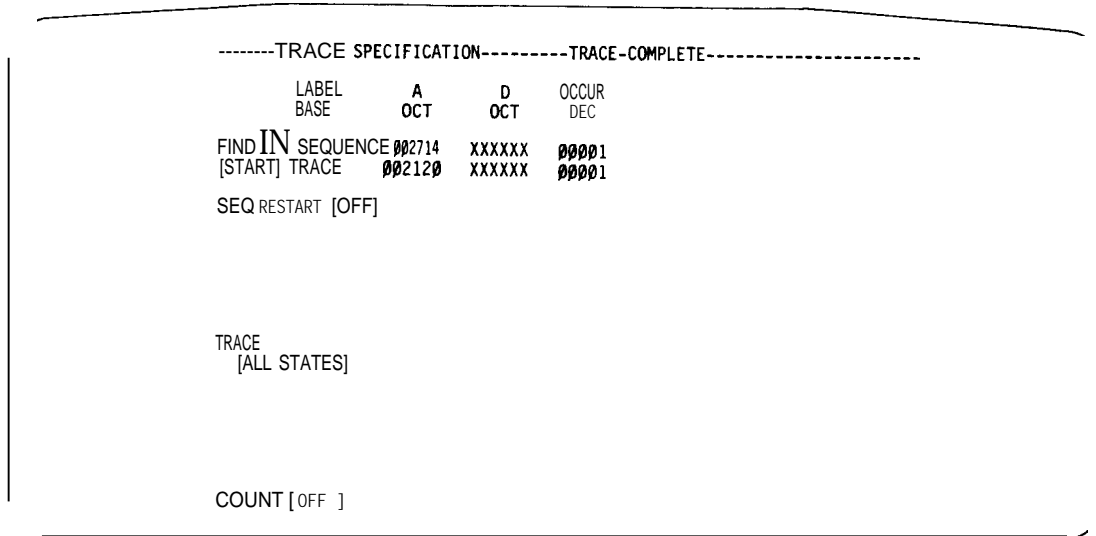 --------TRACE SPECIFICATION---------TRACE-COMPLETE-----------------------
LABEL A D OCCUR
BASE OCT OCT DEC
FIND IN SEQUENCE 002714 XXXXXX 00001
[START] TRACE 002120 XXXXXX 00001
SEQ RESTART [OFF]
TRACE
[ALL STATES]
COUNT [ OFF ]